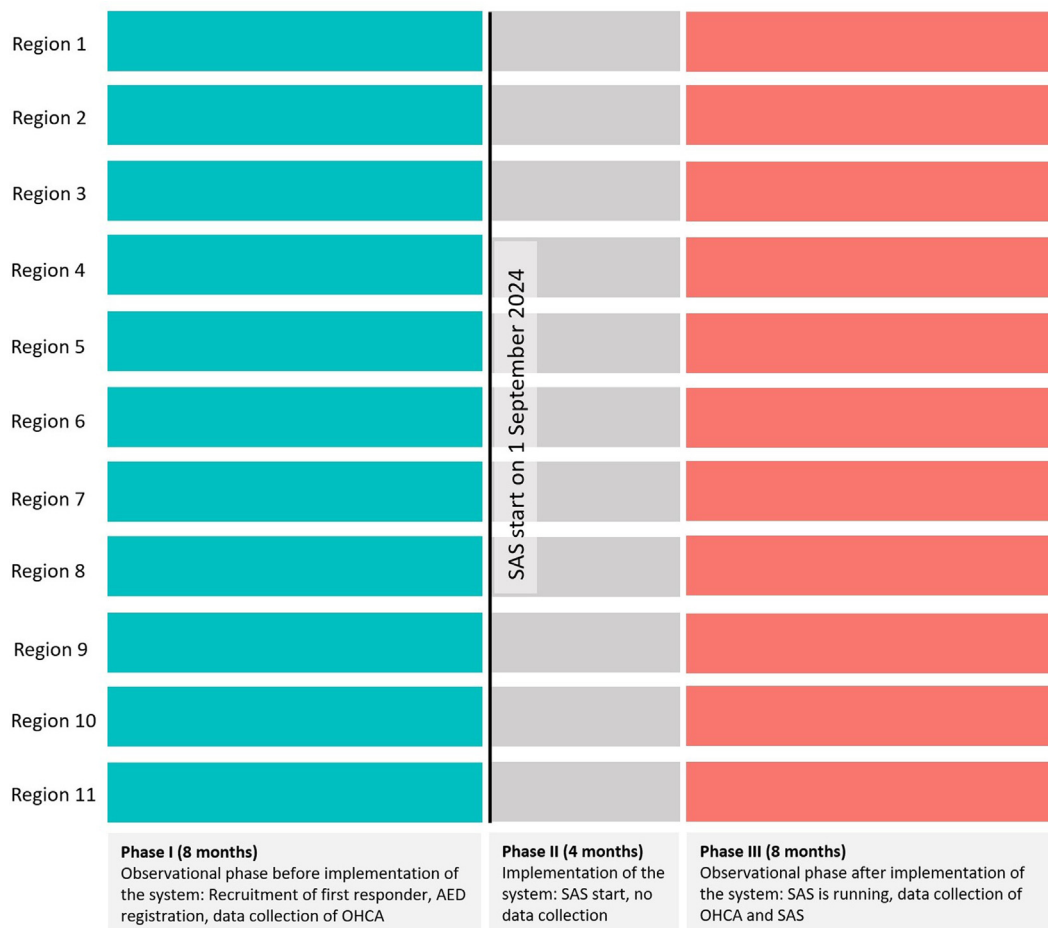 Region 1
Region 2
Region 3
Region 4
Region 5
Region 6
Region 7
Region 8
Region 9
Region 10
Region 11
SAS start on 1 September 2024
Phase I (8 months)
Observational phase before implementation of
the system: Recruitment of first responder, AED
registration, data collection of OHCA
Phase II (4 months)
Implementation of the
system: SAS start, no
data collection
Phase III (8 months)
Observational phase after implementation of
the system: SAS is running, data collection of
OHCA and SAS